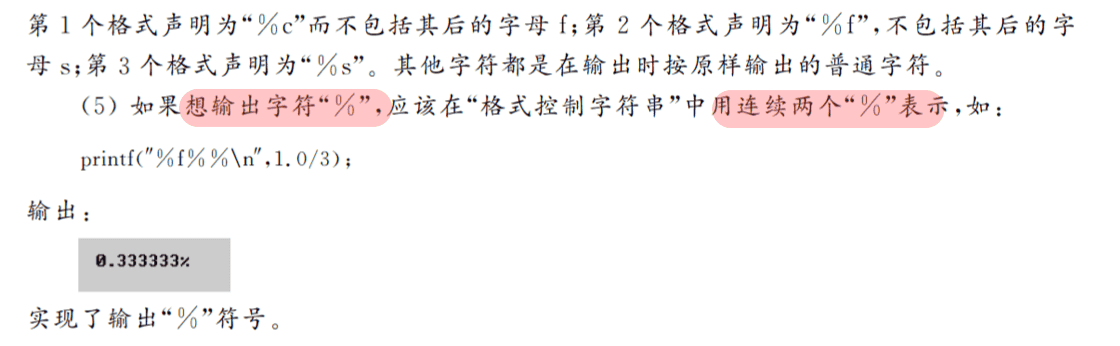 第 1 个格式声明为“%c”而不包括其后的字母 f;第 2 个格式声明为“%f”,不包括其后的字
母 s;第 3 个格式声明为“%s”。其他字符都是在输出时按原样输出的普通字符。
(5) 如果想输出字符“%”,应该在“格式控制字符串”中用连续两个“%”表示,如:
printf("%f%%\n",1.0/3);
输出:
0.333333%
实现了输出“%”符号。